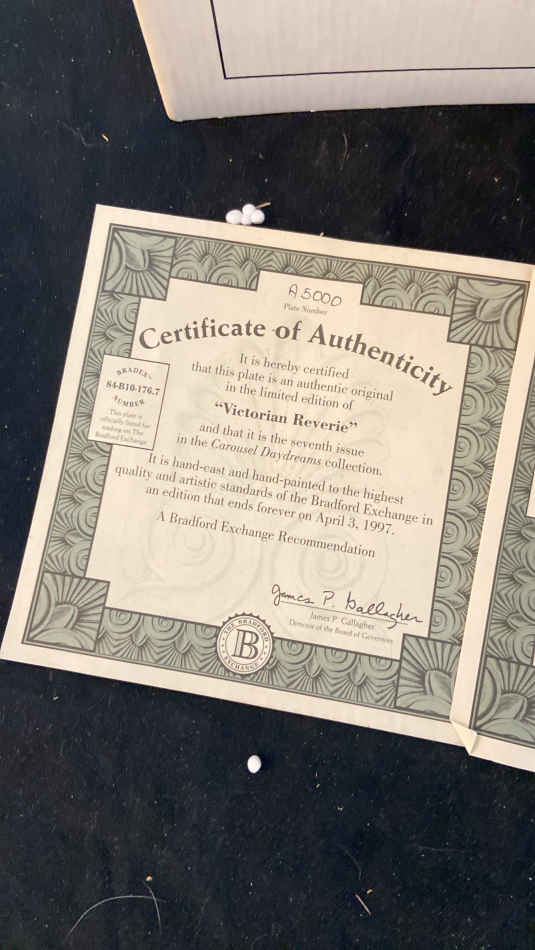 A5000
Plate Number
Certificate of Authenticity
It is hereby certified
that this plate is an authentic original
in the limited edition of
“Victorian Reverie”
and that it is the seventh issue
in the Carousel Daydreams collection.
It is hand-cast and hand-painted to the highest
quality and artistic standards of the Bradford Exchange in
an edition that ends forever on April 3, 1997.
A Bradford Exchange Recommendation
BRADEX™
84-B10-176.7
NUMBER
This plate is
officially listed for
trading on The
Bradford Exchange
James P. Gallagher
James P. Gallagher
Director of the Board of Governors
THE BRADFORD
B
EXCHANGE